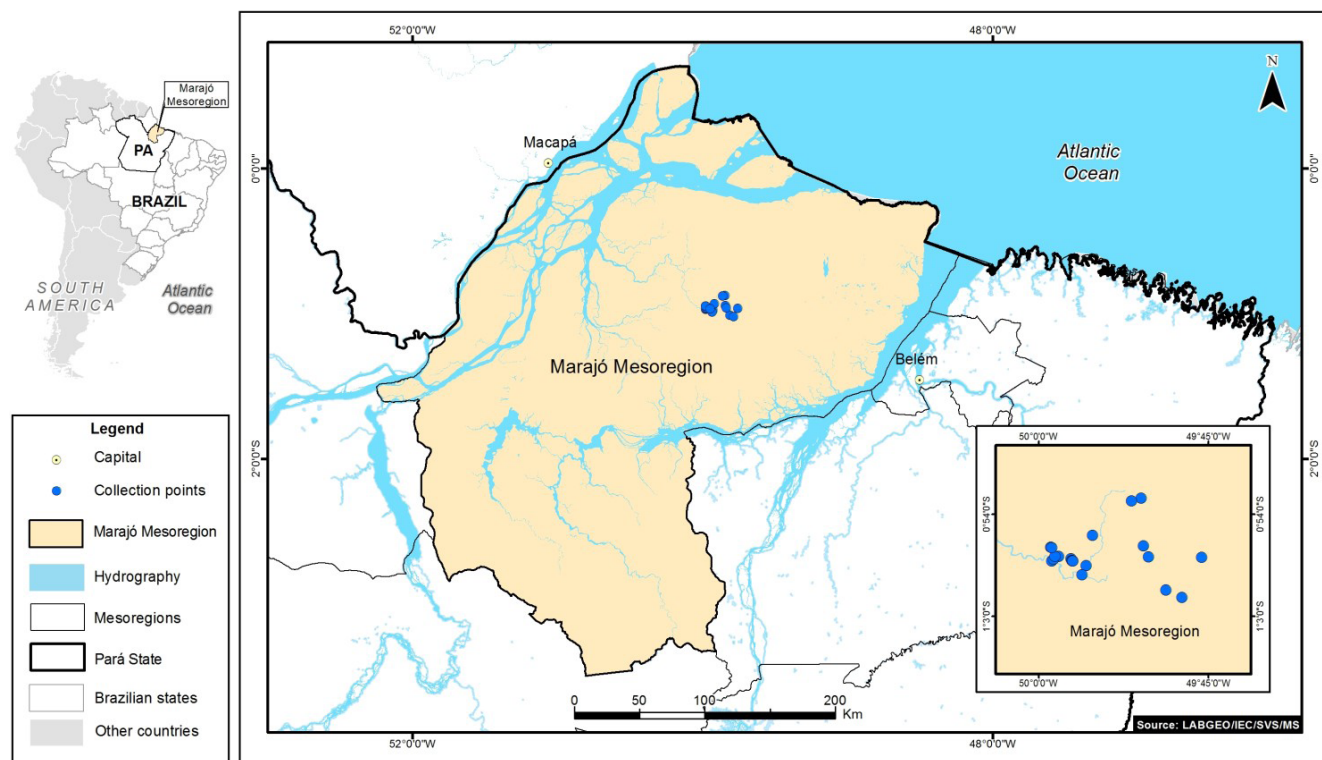 Marajó
Mesoregion
PA
BRAZIL
SOUTH
AMERICA
Atlantic
Ocean
Legend
Capital
Collection points
Marajó Mesoregion
Hydrography
Mesoregions
Pará State
Brazilian states
Other countries
52°0'0"W
48°0'0"W
N
Macapá
Atlantic
Ocean
0°0'0"
0°0'0"
Marajó Mesoregion
Belém
2°0'0"S
2°0'0"S
50°0'0"W
49°45'0"W
0°54'0"S
0°54'0"S
1°3'0"S
1°3'0"S
Marajó Mesoregion
50°0'0"W
49°45'0"W
0 50 100 200
Km
Source: LABGEO/IEC/SVS/MS
52°0'0"W
48°0'0"W